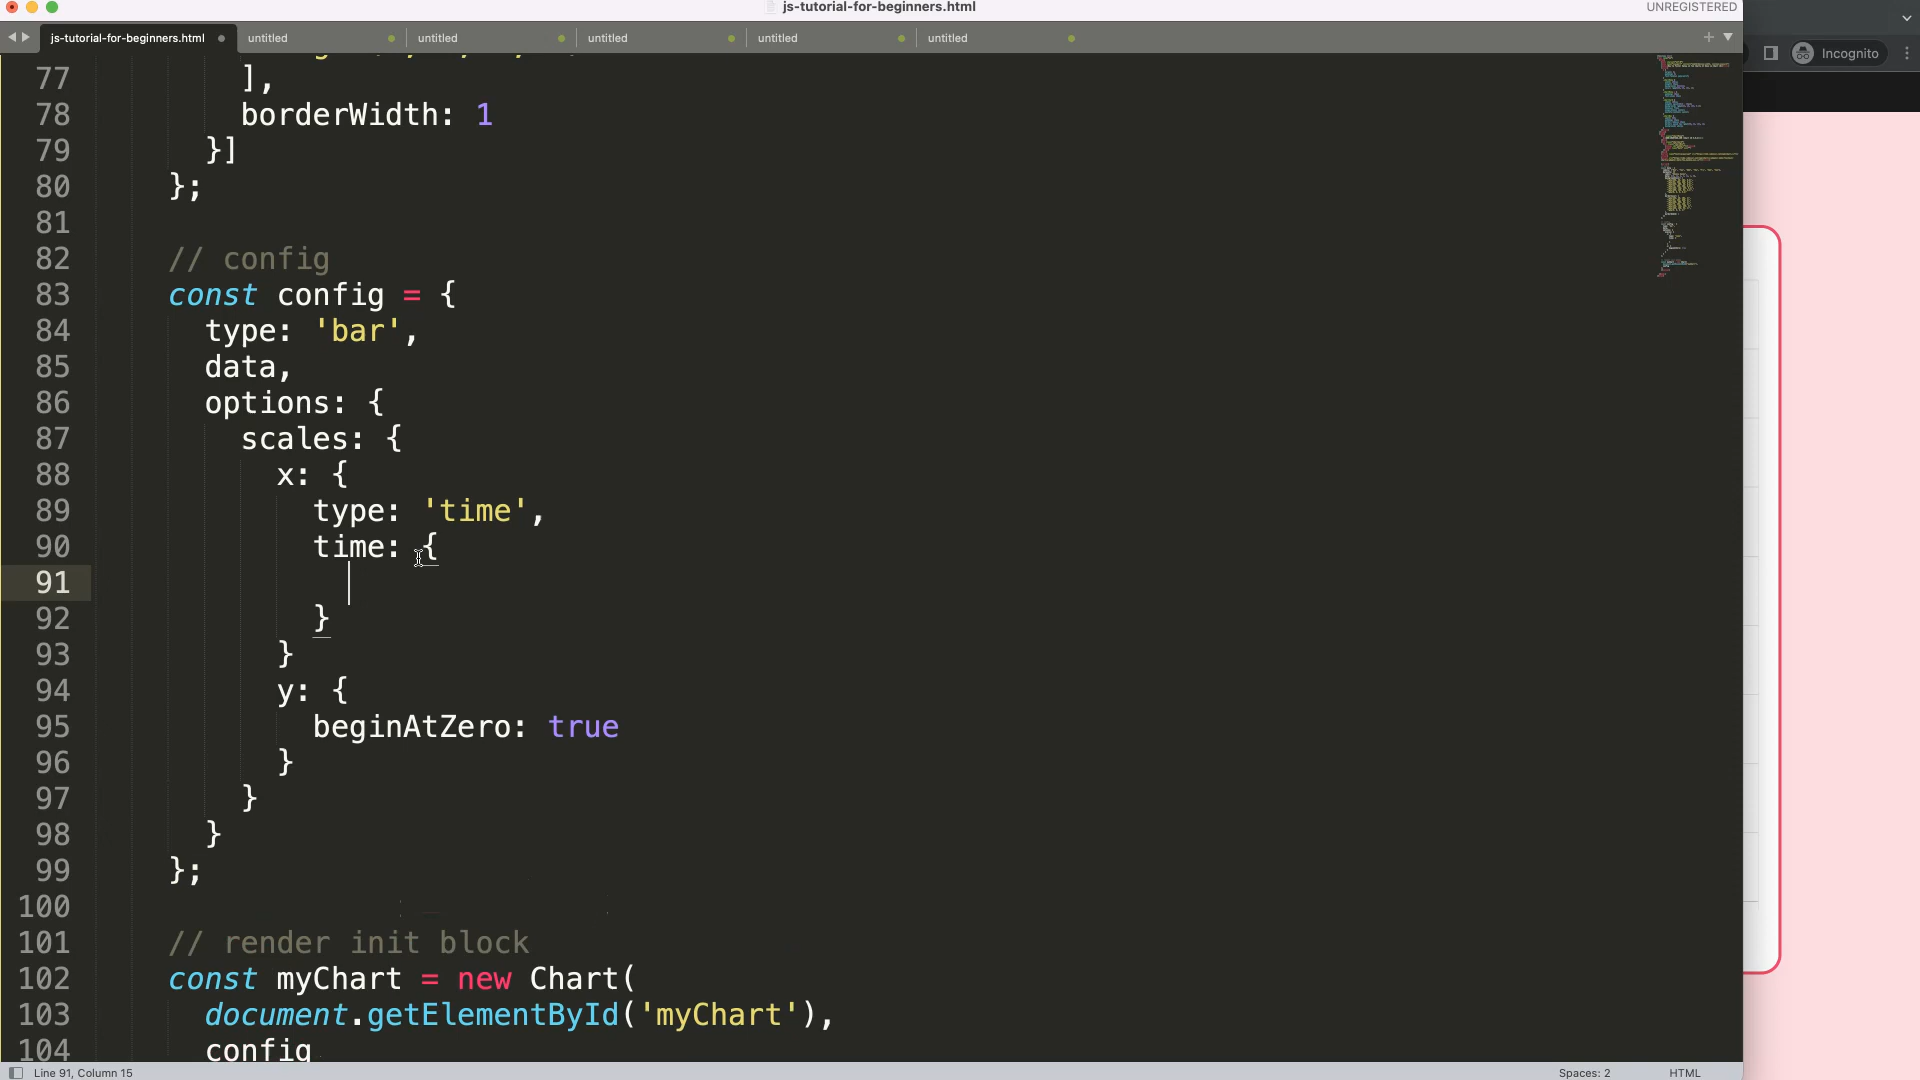 js-tutorial-for-beginners.html
UNREGISTERED
js-tutorial-for-beginners.html untitled untitled untitled untitled untitled
Incognito
77 ],
78 borderWidth: 1
79 }]
80 };
81
82 // config
83 const config = {
84 type: 'bar',
85 data,
86 options: {
87 scales: {
88 x: {
89 type: 'time',
90 time: {
91
92 }
93 }
94 y: {
95 beginAtZero: true
96 }
97 }
98 }
99 };
100
101 // render init block
102 const myChart = new Chart(
103 document.getElementById('myChart'),
104 config
Line 91, Column 15
Spaces: 2
HTML